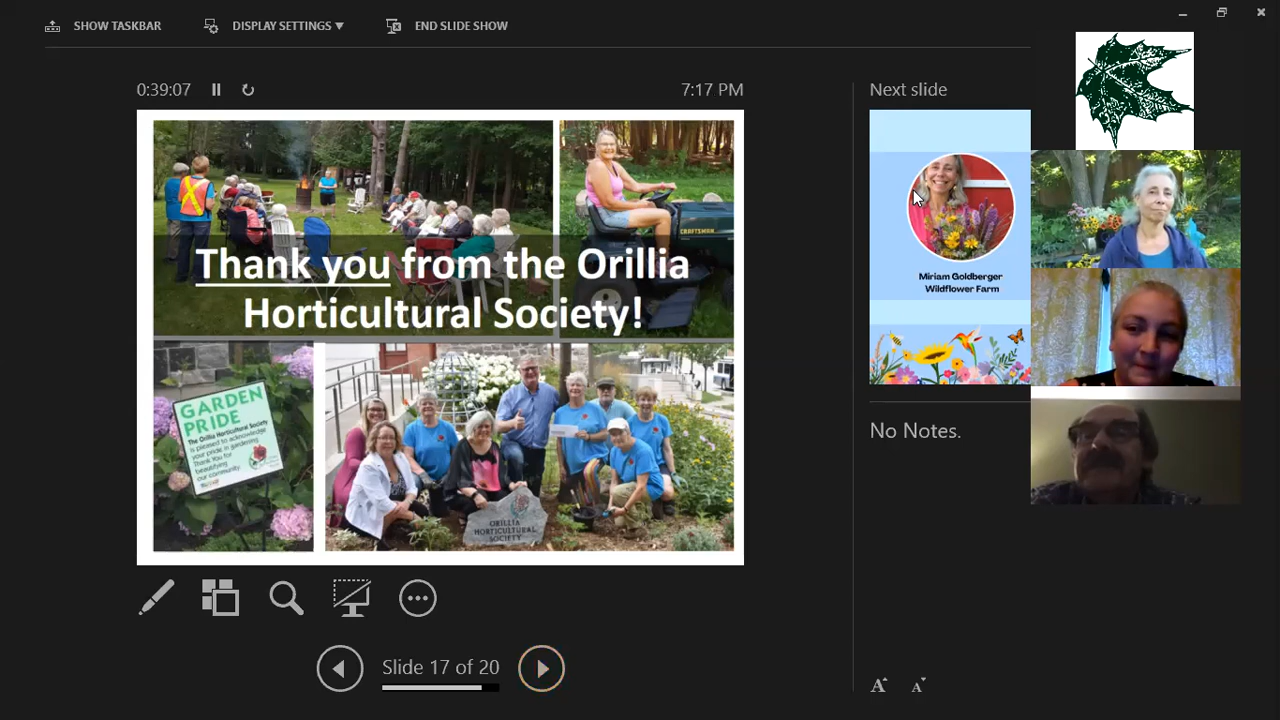 SHOW TASKBAR
DISPLAY SETTINGS ▼
END SLIDE SHOW
0:39:07
7:17 PM
Next slide
CRAFTSMAN
Thank you from the Orillia
Horticultural Society!
GARDEN
PRIDE
The Orillia Horticultural Society
is pleased to acknowledge
your pride in gardening
Thank You for
beautifying
our community.
ORILLIA
HORTICULTURAL
SOCIETY
Miriam Goldberger
Wildflower Farm
No Notes.
Slide 17 of 20
A
A